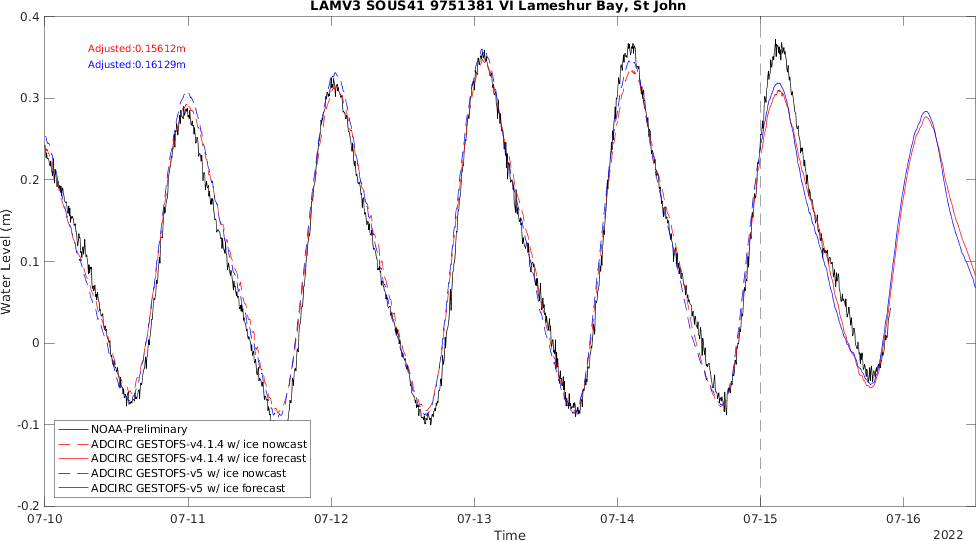 LAMV3 SOUS41 9751381 VI Lameshur Bay, St John
0.4
Adjusted:0.15612m
Adjusted:0.16129m
0.3
0.2
0.1
0
-0.1
-0.2
Water Level (m)
NOAA-Preliminary
ADCIRC GESTOFS-v4.1.4 w/ ice nowcast
ADCIRC GESTOFS-v4.1.4 w/ ice forecast
ADCIRC GESTOFS-v5 w/ ice nowcast
ADCIRC GESTOFS-v5 w/ ice forecast
07-10 07-11 07-12 07-13 07-14 07-15 07-16
Time
2022